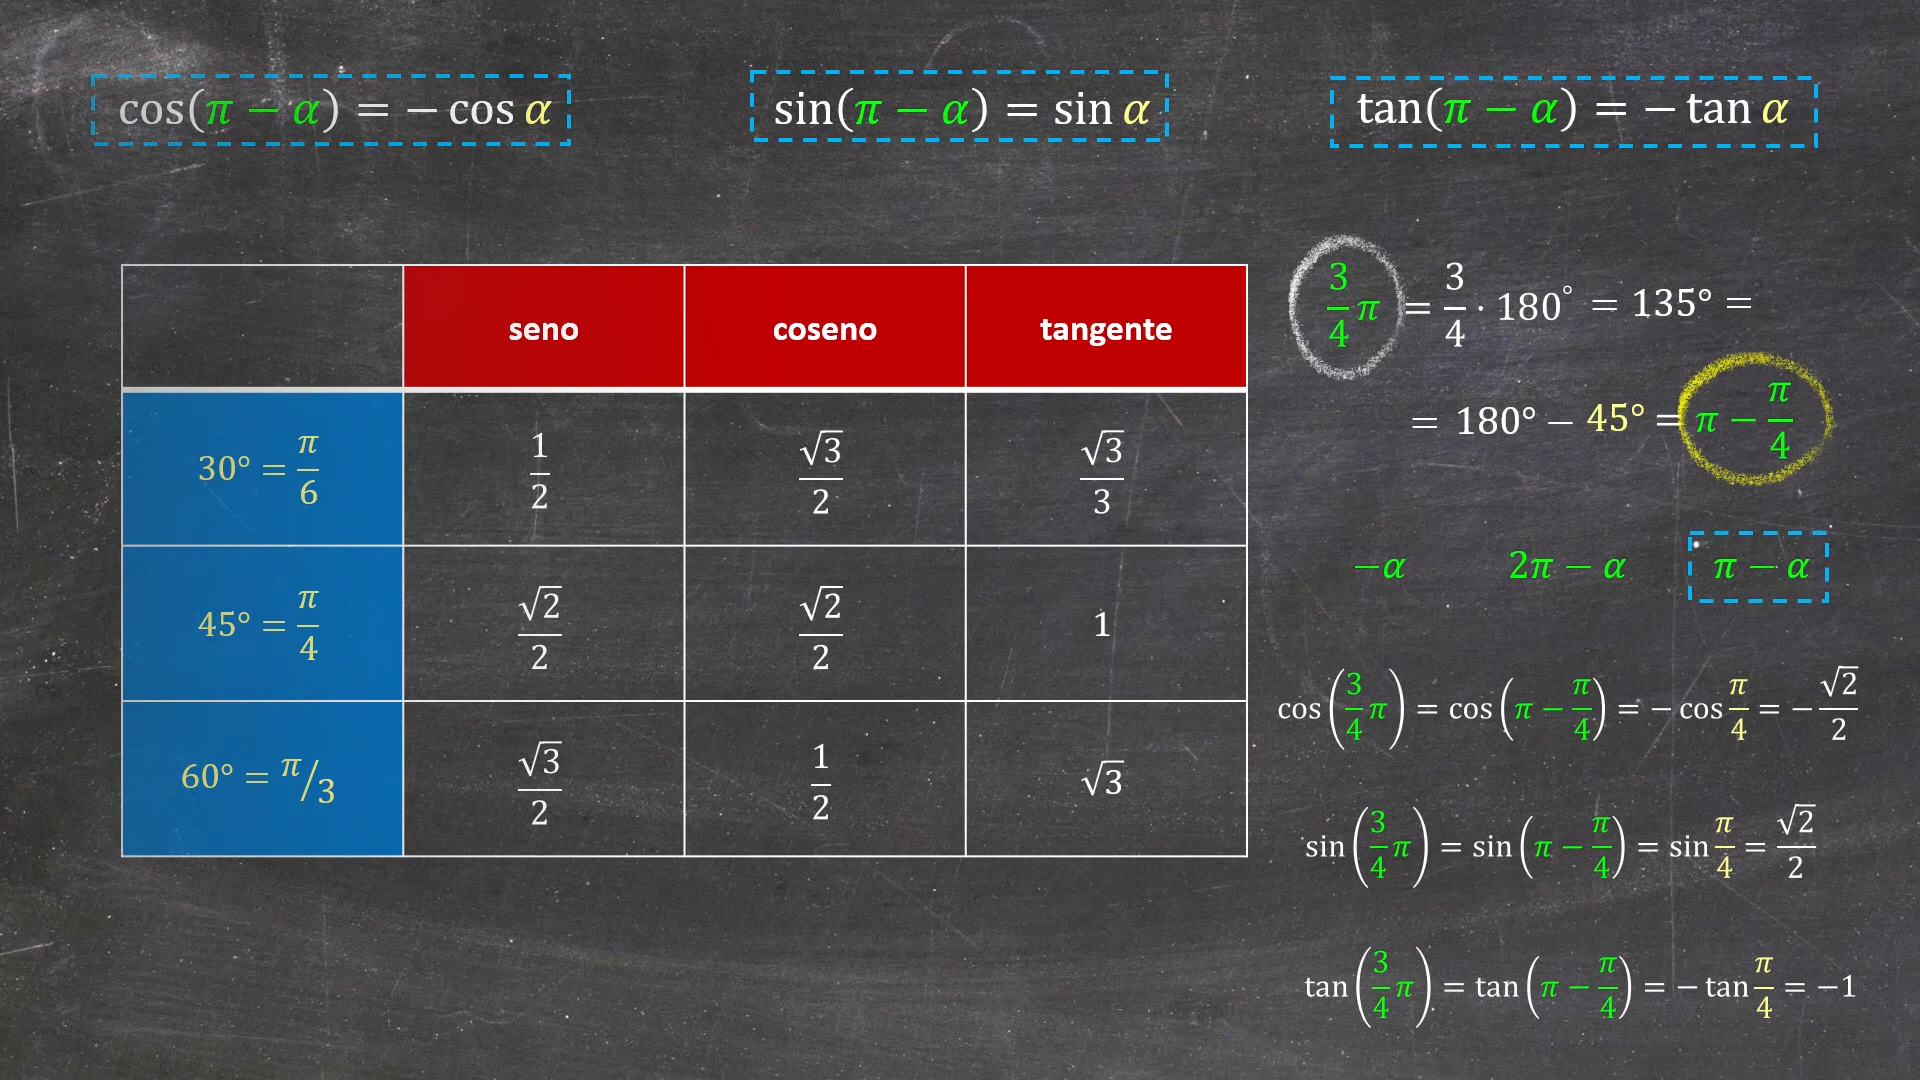 cos(π − α) = − cos α
sin(π − α) = sin α
tan(π − α) = − tan α
seno coseno tangente
30° = π/6 1/2 √3/2 √3/3
45° = π/4 √2/2 √2/2 1
60° = π/3 √3/2 1/2 √3
3/4 π = 3/4 · 180° = 135° =
= 180° − 45° = π − π/4
−α 2π − α π − α
cos(3/4 π) = cos(π − π/4) = − cos π/4 = − √2/2
sin(3/4 π) = sin(π − π/4) = sin π/4 = √2/2
tan(3/4 π) = tan(π − π/4) = − tan π/4 = −1